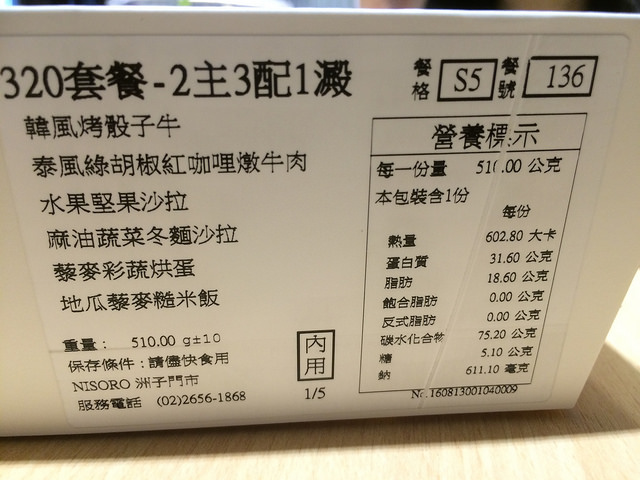 320套餐-2主3配1澱
餐格 S5 餐號 136
韓風烤骰子牛
泰風綠胡椒紅咖哩燉牛肉
水果堅果沙拉
麻油蔬菜冬麵沙拉
藜麥彩蔬烘蛋
地瓜藜麥糙米飯
重量： 510.00 g±10
保存條件：請儘快食用
NISORO 洲子門市
服務電話 (02)2656-1868
內用
1/5
營養標示
每一份量 510.00 公克
本包裝含1份
每份
熱量 602.80 大卡
蛋白質 31.60 公克
脂肪 18.60 公克
飽合脂肪 0.00 公克
反式脂肪 0.00 公克
碳水化合物 75.20 公克
糖 5.10 公克
鈉 611.10 毫克
No.160813001040009